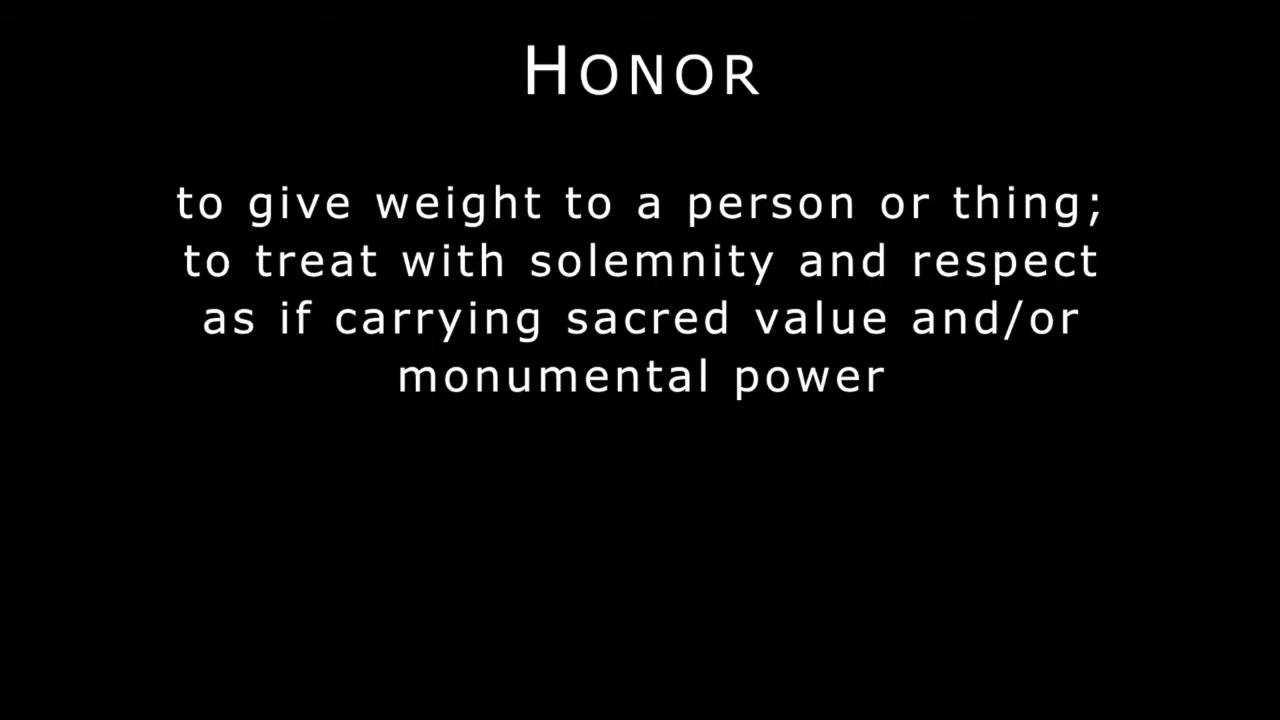 HONOR
to give weight to a person or thing;
to treat with solemnity and respect
as if carrying sacred value and/or
monumental power